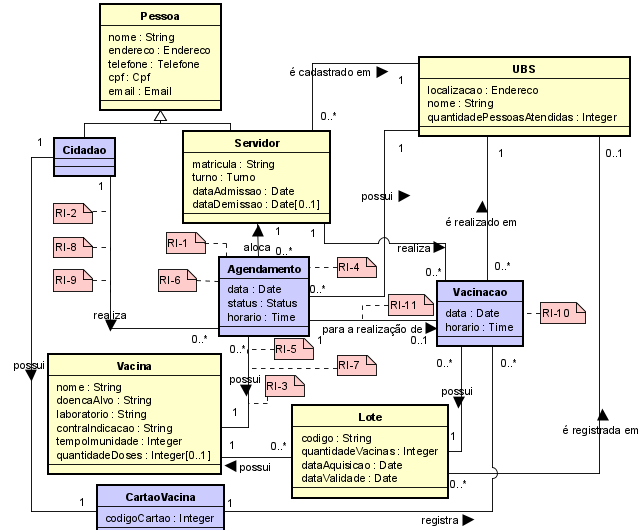 Pessoa
nome : String
endereco : Endereco
telefone : Telefone
cpf : Cpf
email : Email
é cadastrado em
1
UBS
localizacao : Endereco
nome : String
quantidadePessoasAtendidas : Integer
0..*
1
Cidadao
1
Servidor
matricula : String
turno : Turno
dataAdmissao : Date
dataDemissao : Date[0..1]
1
1
0..1
possui
é realizado em
RI-2
RI-8
RI-9
RI-1
RI-6
aloca
1
0..*
1
realiza
0..*
0..*
Agendamento
data : Date
status : Status
horario : Time
RI-4
0..*
RI-11
Vacinacao
data : Date
horario : Time
RI-10
realiza
0..*
para a realização de
1
0..1
0..*
RI-5
RI-7
RI-3
possui
0..*
0..*
possui
possui
Vacina
nome : String
doencaAlvo : String
laboratorio : String
contraIndicacao : String
tempoImunidade : Integer
quantidadeDoses : Integer[0..1]
1
1
0..*
possui
Lote
codigo : String
quantidadeVacinas : Integer
dataAquisicao : Date
dataValidade : Date
1
0..*
é registrada em
CartaoVacina
codigoCartao : Integer
1
1
registra